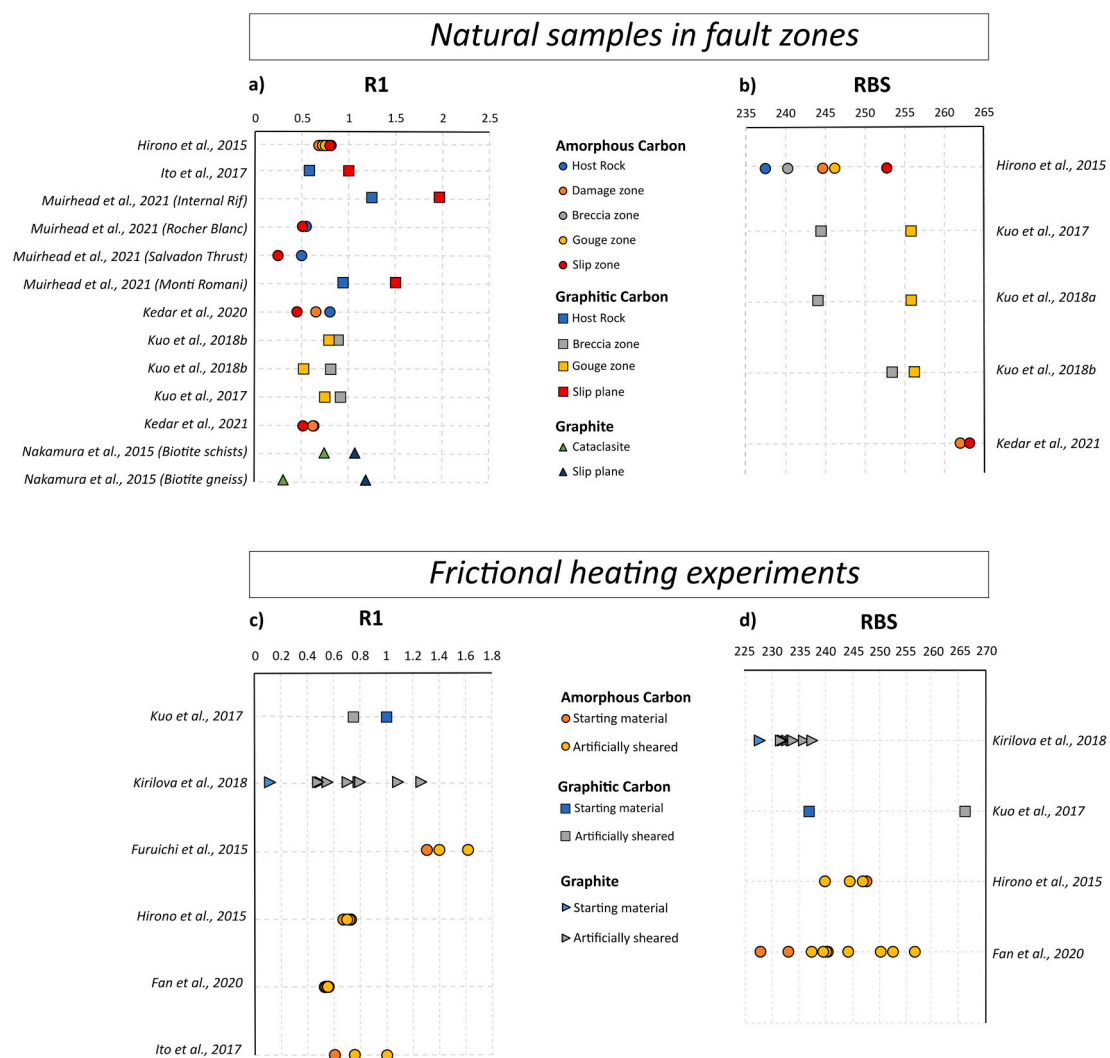 Natural samples in fault zones
a)
R1
0 0.5 1 1.5 2 2.5
Hirono et al., 2015
Ito et al., 2017
Muirhead et al., 2021 (Internal Rif)
Muirhead et al., 2021 (Rocher Blanc)
Muirhead et al., 2021 (Salvadon Thrust)
Muirhead et al., 2021 (Monti Romani)
Kedar et al., 2020
Kuo et al., 2018b
Kuo et al., 2018b
Kuo et al., 2017
Kedar et al., 2021
Nakamura et al., 2015 (Biotite schists)
Nakamura et al., 2015 (Biotite gneiss)
Amorphous Carbon
Host Rock
Damage zone
Breccia zone
Gouge zone
Slip zone
Graphitic Carbon
Host Rock
Breccia zone
Gouge zone
Slip plane
Graphite
Cataclasite
Slip plane
b)
RBS
235 240 245 250 255 260 265
Hirono et al., 2015
Kuo et al., 2017
Kuo et al., 2018a
Kuo et al., 2018b
Kedar et al., 2021
Frictional heating experiments
c)
R1
0 0.2 0.4 0.6 0.8 1 1.2 1.4 1.6 1.8
Kuo et al., 2017
Kirilova et al., 2018
Furuichi et al., 2015
Hirono et al., 2015
Fan et al., 2020
Ito et al., 2017
Amorphous Carbon
Starting material
Artificially sheared
Graphitic Carbon
Starting material
Artificially sheared
Graphite
Starting material
Artificially sheared
d)
RBS
225 230 235 240 245 250 255 260 265 270
Kirilova et al., 2018
Kuo et al., 2017
Hirono et al., 2015
Fan et al., 2020